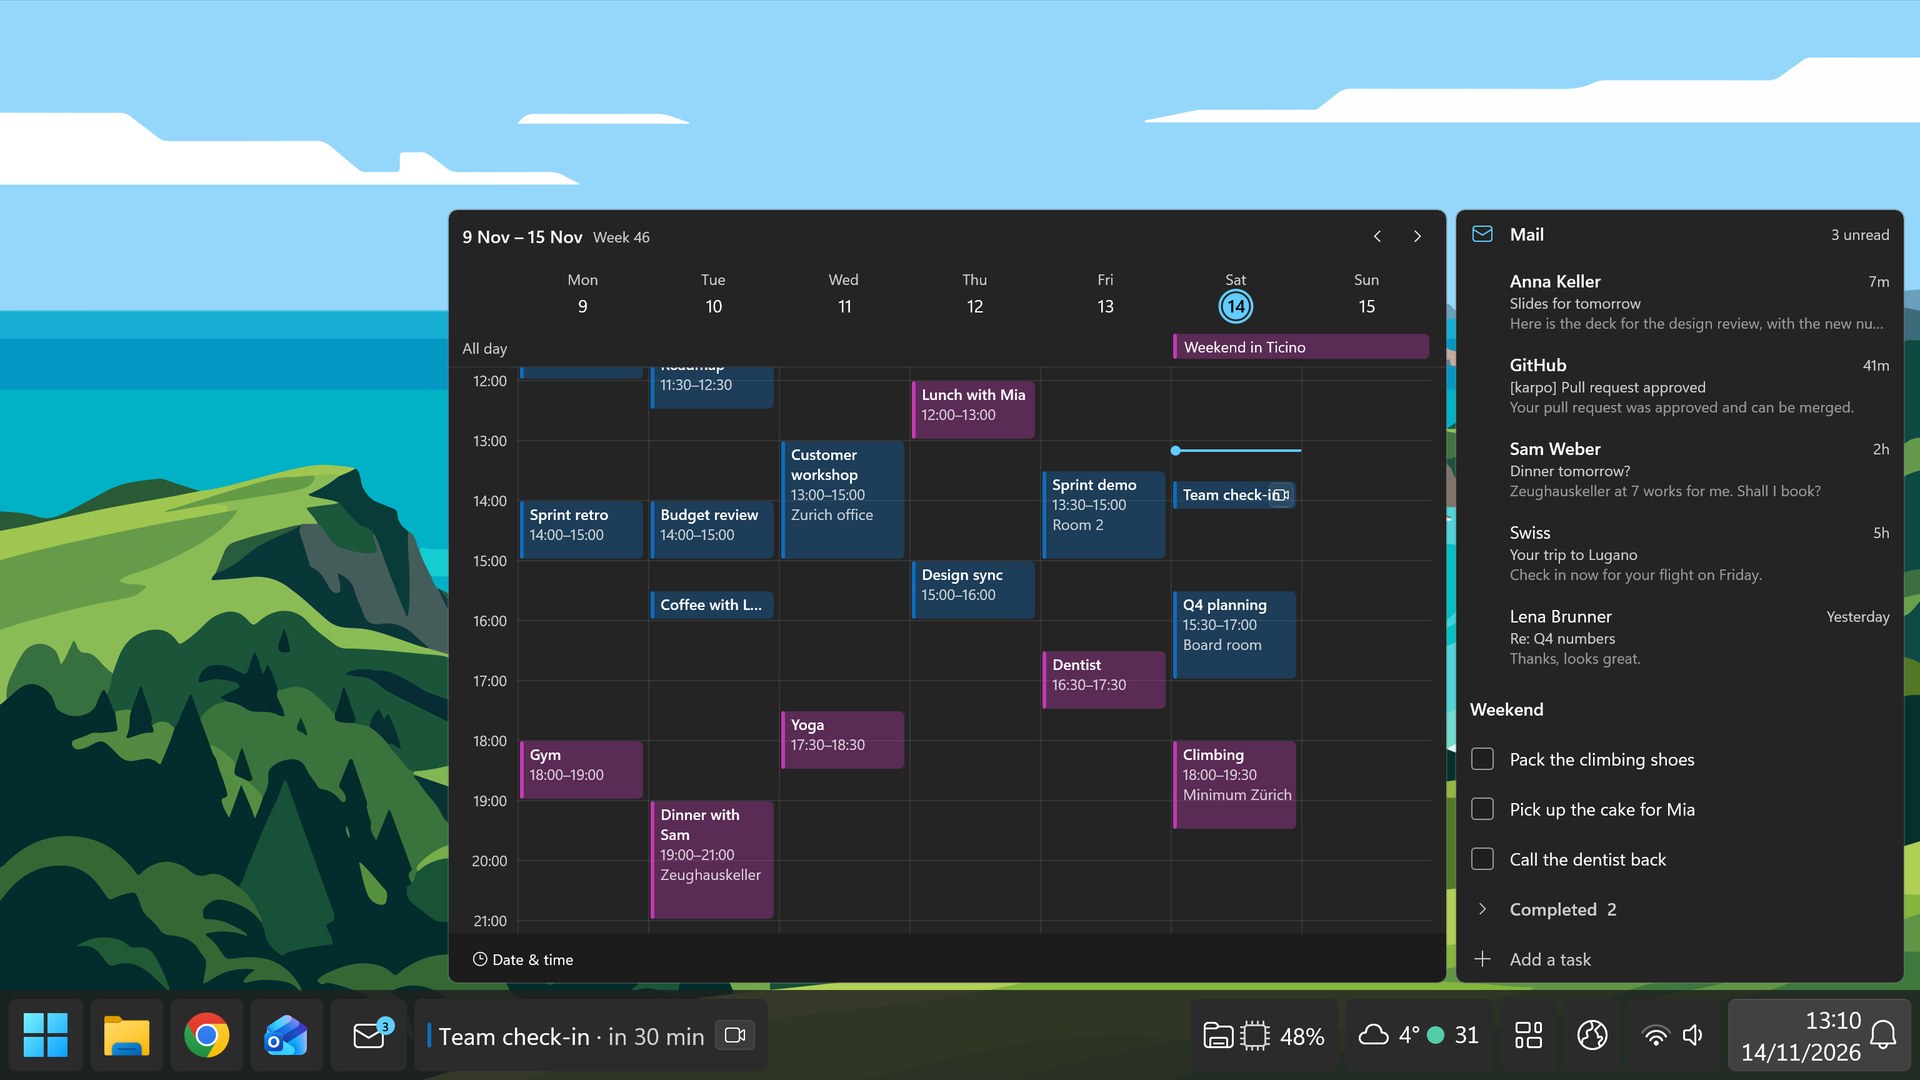 9 Nov – 15 Nov Week 46
Mon Tue Wed Thu Fri Sat Sun
9 10 11 12 13 14 15
All day
Weekend in Ticino
12:00
13:00
14:00
15:00
16:00
17:00
18:00
19:00
20:00
21:00
Sprint retro
14:00–15:00
Gym
18:00–19:00
Roadmap
11:30–12:30
Budget review
14:00–15:00
Coffee with L...
Dinner with
Sam
19:00–21:00
Zeughauskeller
Customer
workshop
13:00–15:00
Zurich office
Yoga
17:30–18:30
Lunch with Mia
12:00–13:00
Design sync
15:00–16:00
Sprint demo
13:30–15:00
Room 2
Dentist
16:30–17:30
Team check-in
Q4 planning
15:30–17:00
Board room
Climbing
18:00–19:30
Minimum Zürich
Date & time
Mail 3 unread
Anna Keller 7m
Slides for tomorrow
Here is the deck for the design review, with the new nu...
GitHub 41m
[karpo] Pull request approved
Your pull request was approved and can be merged.
Sam Weber 2h
Dinner tomorrow?
Zeughauskeller at 7 works for me. Shall I book?
Swiss 5h
Your trip to Lugano
Check in now for your flight on Friday.
Lena Brunner Yesterday
Re: Q4 numbers
Thanks, looks great.
Weekend
Pack the climbing shoes
Pick up the cake for Mia
Call the dentist back
Completed 2
Add a task
3
Team check-in · in 30 min
48%
4° 31
13:10
14/11/2026